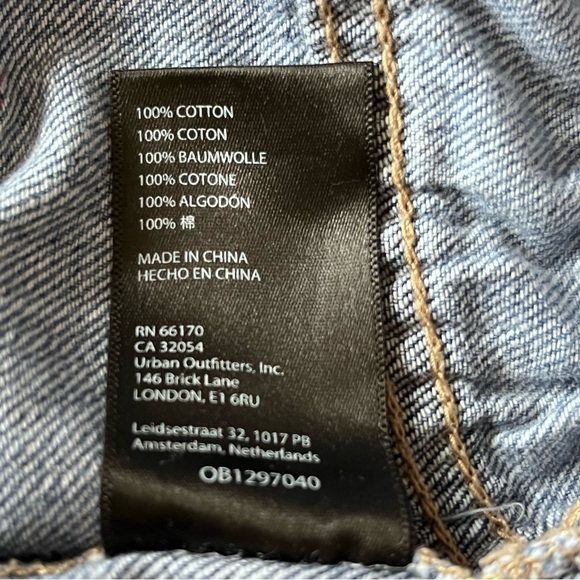 100% COTTON
100% COTON
100% BAUMWOLLE
100% COTONE
100% ALGODÓN
100% 棉
MADE IN CHINA
HECHO EN CHINA
RN 66170
CA 32054
Urban Outfitters, Inc.
146 Brick Lane
LONDON, E1 6RU
Leidsestraat 32, 1017 PB
Amsterdam, Netherlands
OB1297040